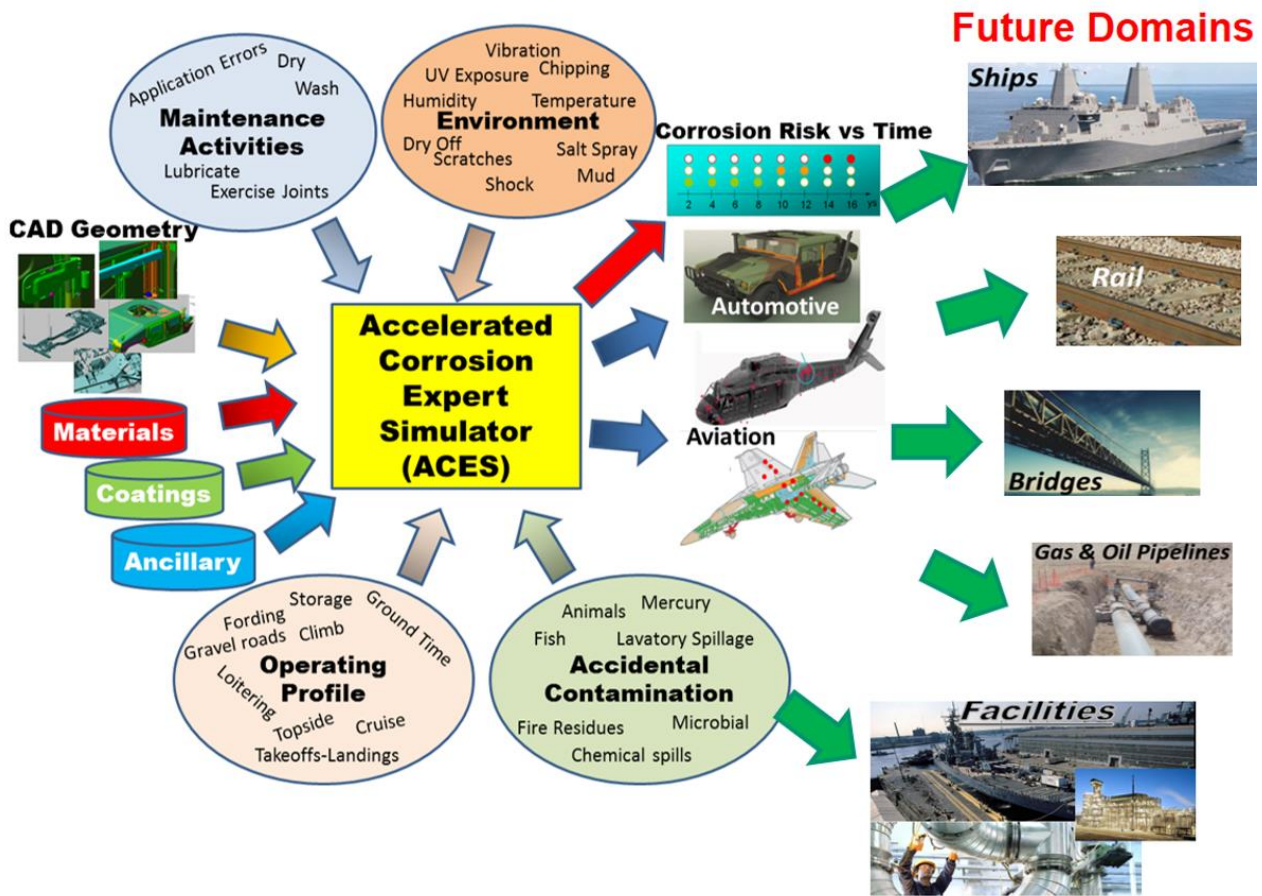 Future Domains
Application Errors
Dry
Wash
Maintenance
Activities
Lubricate
Exercise Joints
Vibration
UV Exposure
Chipping
Humidity
Temperature
Environment
Dry Off
Scratches
Salt Spray
Shock
Mud
Corrosion Risk vs Time
2 4 6 8 10 12 14 16 ys
Ships
CAD Geometry
Automotive
Rail
Accelerated
Corrosion
Expert
Simulator
(ACES)
Materials
Coatings
Ancillary
Aviation
Bridges
Gas & Oil Pipelines
Fording
Storage
Ground Time
Gravel roads
Climb
Operating
Profile
Loitering
Topside
Cruise
Takeoffs-Landings
Animals
Mercury
Fish
Lavatory Spillage
Accidental
Contamination
Fire Residues
Microbial
Chemical spills
Facilities